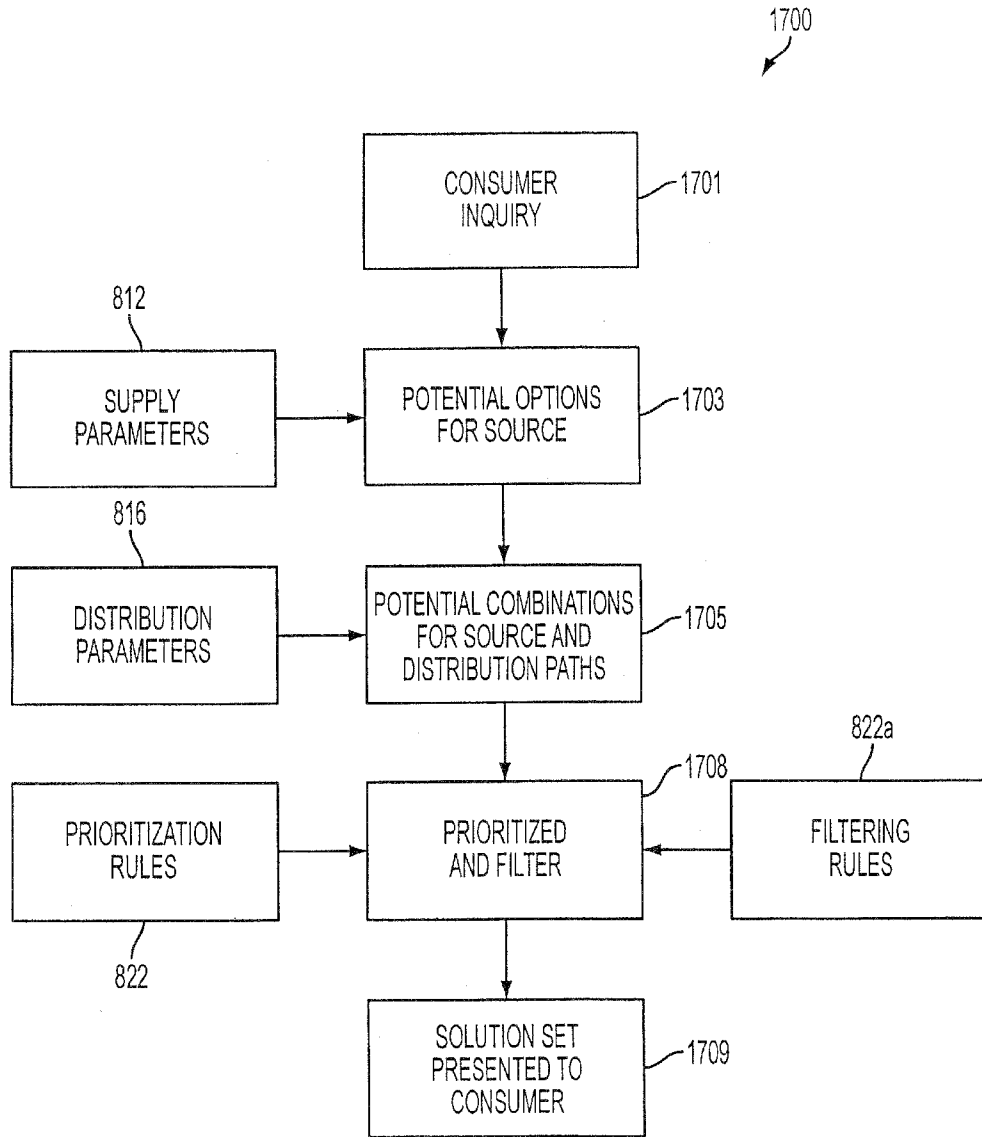 1700
CONSUMER
INQUIRY
1701
812
SUPPLY
PARAMETERS
POTENTIAL OPTIONS
FOR SOURCE
1703
816
DISTRIBUTION
PARAMETERS
POTENTIAL COMBINATIONS
FOR SOURCE AND
DISTRIBUTION PATHS
1705
1708
822a
PRIORITIZATION
RULES
822
PRIORITIZED
AND FILTER
FILTERING
RULES
SOLUTION SET
PRESENTED TO
CONSUMER
1709